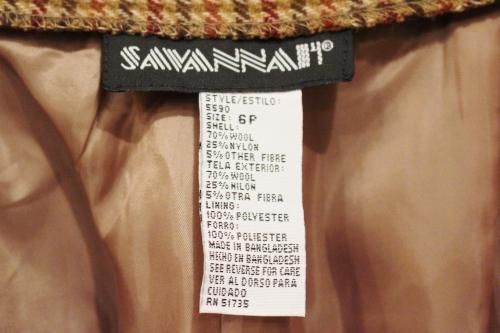 SAVANNAH®
STYLE/ESTILO:
5590
SIZE: 6P
SHELL:
70% WOOL
25% NYLON
5% OTHER FIBRE
TELA EXTERIOR:
70% WOOL
25% NILON
5% OTRA FIBRA
LINING:
100% POLYESTER
FORRO:
100% POLIESTER
MADE IN BANGLADESH
HECHO EN BANGLADESH
SEE REVERSE FOR CARE
VER AL DORSO PARA
CUIDADO
RN 51735